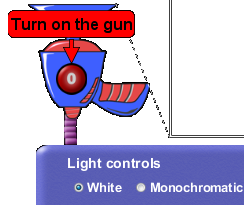 Turn on the gun
0
Light controls
White Monochromatic